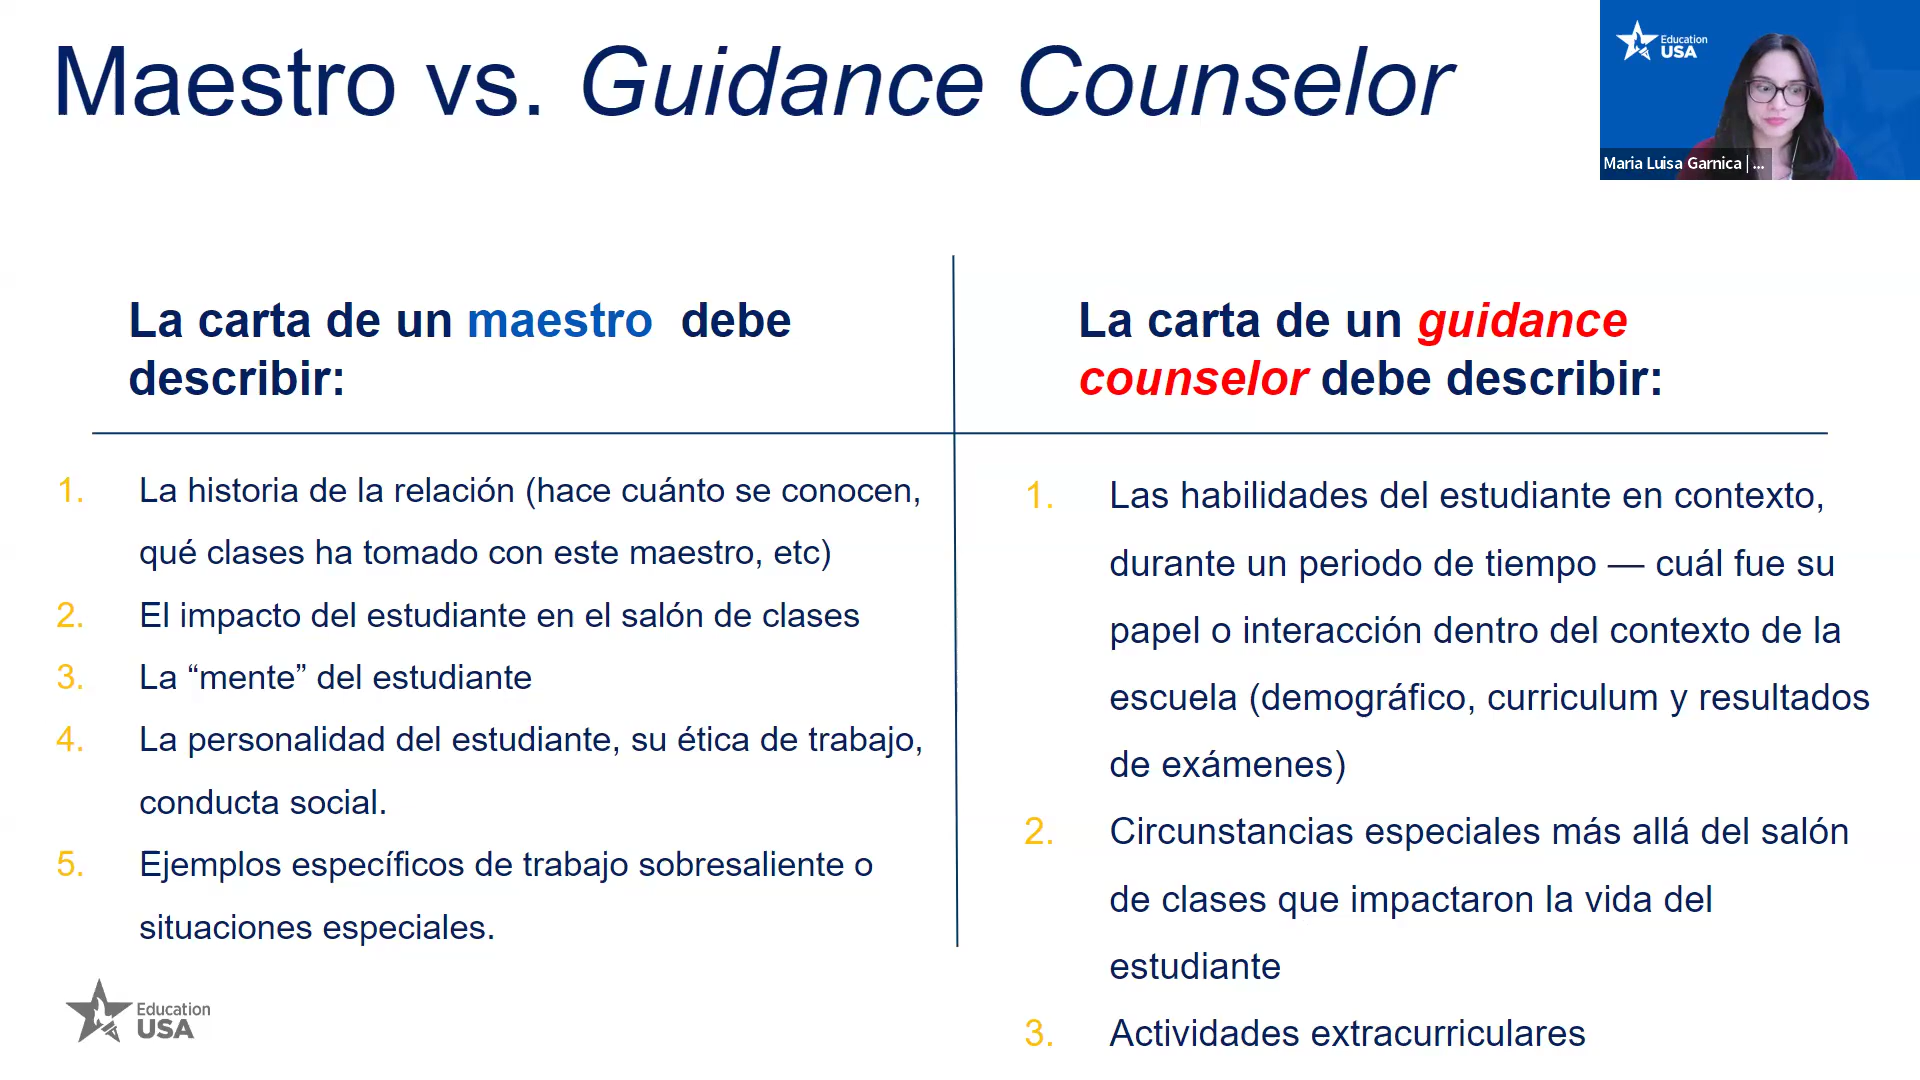 Maestro vs. Guidance Counselor
Education
USA
Maria Luisa Garnica | ...
La carta de un maestro debe
describir:
1. La historia de la relación (hace cuánto se conocen,
qué clases ha tomado con este maestro, etc)
2. El impacto del estudiante en el salón de clases
3. La “mente” del estudiante
4. La personalidad del estudiante, su ética de trabajo,
conducta social.
5. Ejemplos específicos de trabajo sobresaliente o
situaciones especiales.
La carta de un guidance
counselor debe describir:
1. Las habilidades del estudiante en contexto,
durante un periodo de tiempo — cuál fue su
papel o interacción dentro del contexto de la
escuela (demográfico, curriculum y resultados
de exámenes)
2. Circunstancias especiales más allá del salón
de clases que impactaron la vida del
estudiante
3. Actividades extracurriculares
Education
USA